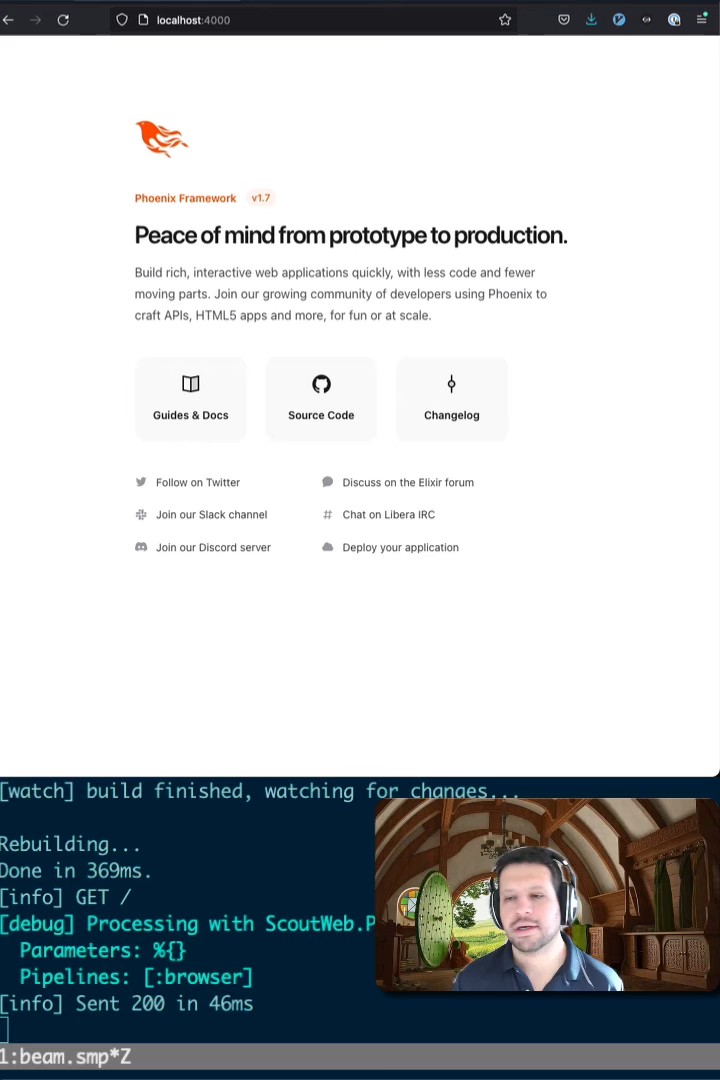 localhost:4000
Phoenix Framework v1.7
Peace of mind from prototype to production.
Build rich, interactive web applications quickly, with less code and fewer
moving parts. Join our growing community of developers using Phoenix to
craft APIs, HTML5 apps and more, for fun or at scale.
Guides & Docs Source Code Changelog
Follow on Twitter Discuss on the Elixir forum
Join our Slack channel Chat on Libera IRC
Join our Discord server Deploy your application
[watch] build finished, watching for changes...
Rebuilding...
Done in 369ms.
[info] GET /
[debug] Processing with ScoutWeb.P
Parameters: %{}
Pipelines: [:browser]
[info] Sent 200 in 46ms
1:beam.smp*Z